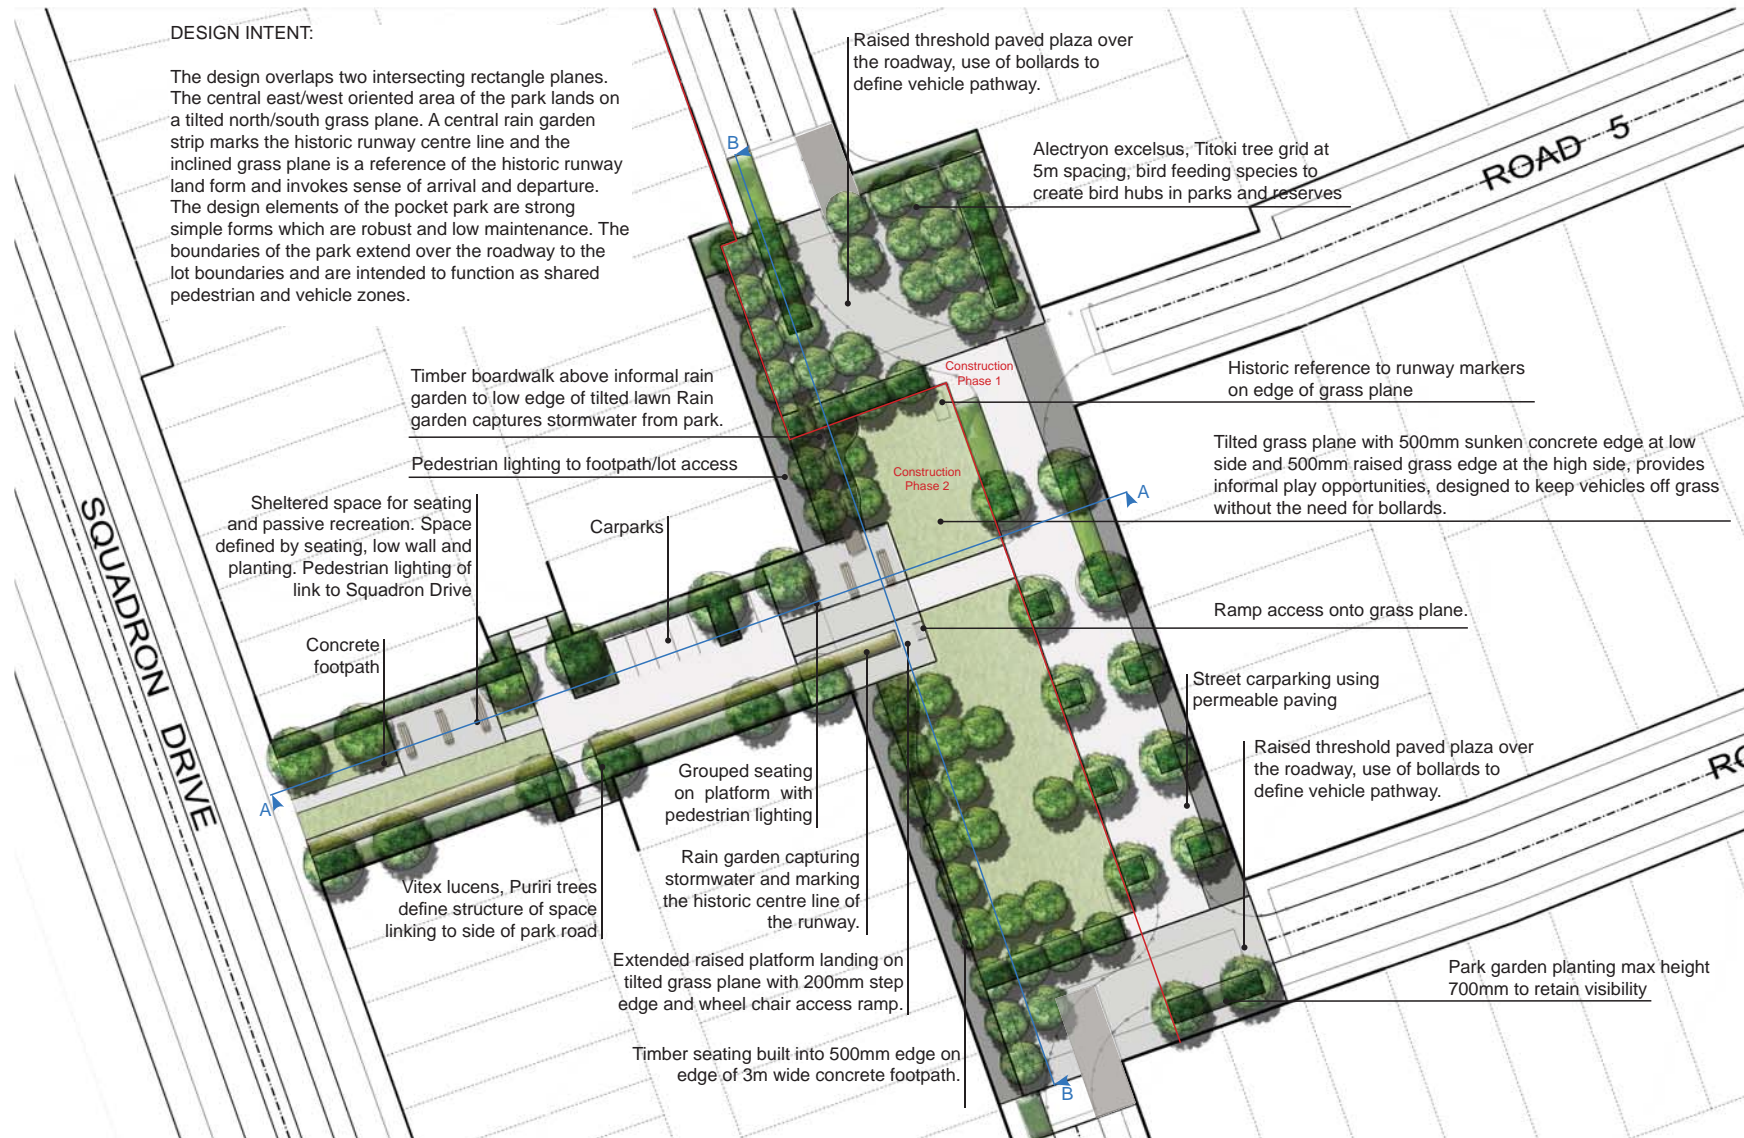 DESIGN INTENT:
The design overlaps two intersecting rectangle planes.
The central east/west oriented area of the park lands on
a tilted north/south grass plane. A central rain garden
strip marks the historic runway centre line and the
inclined grass plane is a reference of the historic runway
land form and invokes sense of arrival and departure.
The design elements of the pocket park are strong
simple forms which are robust and low maintenance. The
boundaries of the park extend over the roadway to the
lot boundaries and are intended to function as shared
pedestrian and vehicle zones.
Raised threshold paved plaza over
the roadway, use of bollards to
define vehicle pathway.
B
Alectryon excelsus, Titoki tree grid at
5m spacing, bird feeding species to
create bird hubs in parks and reserves
ROAD 5
Timber boardwalk above informal rain
garden to low edge of tilted lawn Rain
garden captures stormwater from park.
Construction
Phase 1
Historic reference to runway markers
on edge of grass plane
Pedestrian lighting to footpath/lot access
Construction
Phase 2
Tilted grass plane with 500mm sunken concrete edge at low
side and 500mm raised grass edge at the high side, provides
informal play opportunities, designed to keep vehicles off grass
without the need for bollards.
A
Sheltered space for seating
and passive recreation. Space
defined by seating, low wall and
planting. Pedestrian lighting of
link to Squadron Drive
Carparks
SQUADRON DRIVE
Ramp access onto grass plane.
Concrete
footpath
Street carparking using
permeable paving
Raised threshold paved plaza over
the roadway, use of bollards to
define vehicle pathway.
RO
A
Grouped seating
on platform with
pedestrian lighting
Rain garden capturing
stormwater and marking
the historic centre line of
the runway.
Vitex lucens, Puriri trees
define structure of space
linking to side of park road
Extended raised platform landing on
tilted grass plane with 200mm step
edge and wheel chair access ramp.
Park garden planting max height
700mm to retain visibility
Timber seating built into 500mm edge on
edge of 3m wide concrete footpath.
B